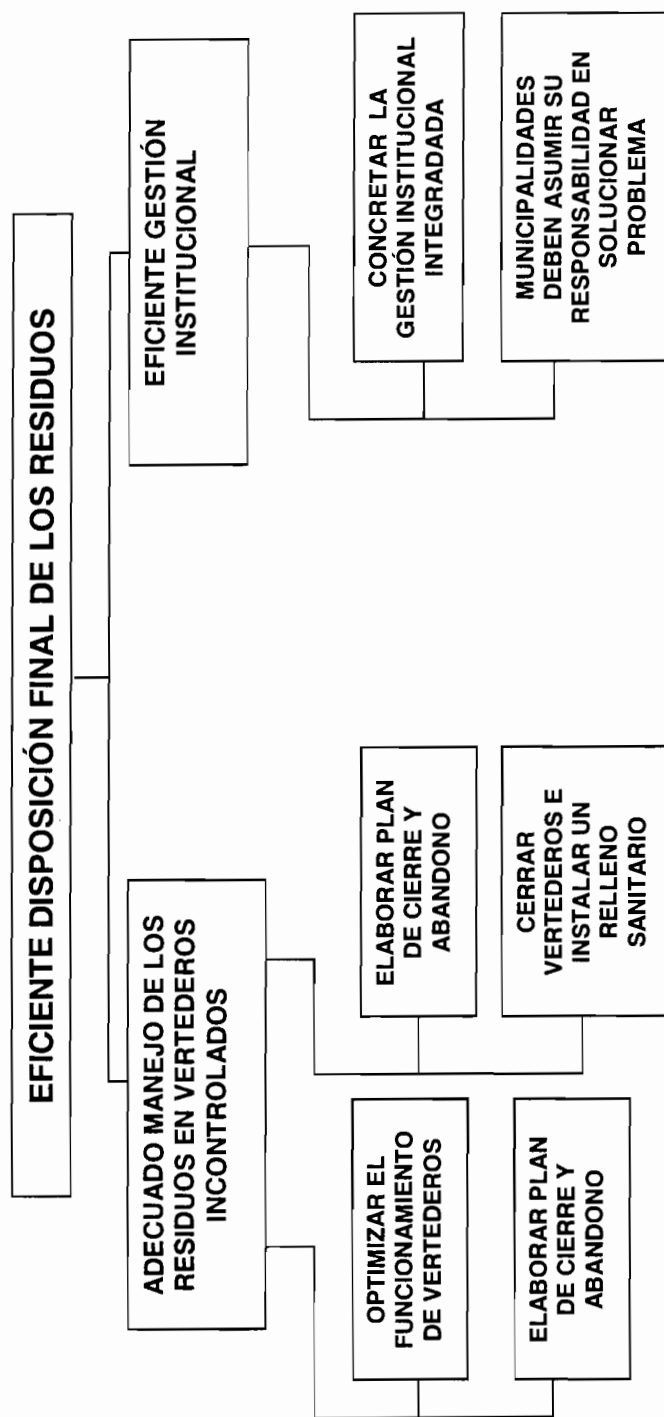 EFICIENTE DISPOSICIÓN FINAL DE LOS RESIDUOS
ADECUADO MANEJO DE LOS
RESIDUOS EN VERTEDEROS
INCONTROLADOS
EFICIENTE GESTIÓN
INSTITUCIONAL
OPTIMIZAR EL
FUNCIONAMIENTO
DE VERTEDEROS
ELABORAR PLAN
DE CIERRE Y
ABANDONO
ELABORAR PLAN
DE CIERRE Y
ABANDONO
CERRAR
VERTEDEROS E
INSTALAR UN
RELLENO
SANITARIO
CONCRETAR LA
GESTIÓN INSTITUCIONAL
INTEGRADADA
MUNICIPALIDADES
DEBEN ASUMIR SU
RESPONSABILIDAD EN
SOLUCIONAR
PROBLEMA